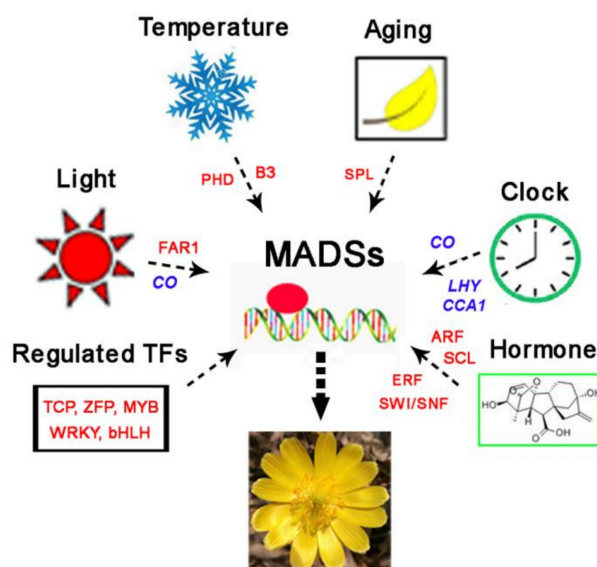 Temperature
Aging
PHD
B3
SPL
Light
Clock
FAR1
CO
MADSs
CO
LHY
CCA1
Regulated TFs
ARF
SCL
Hormone
TCP, ZFP, MYB
WRKY, bHLH
ERF
SWI/SNF
O
OH
HO
H
OH
O